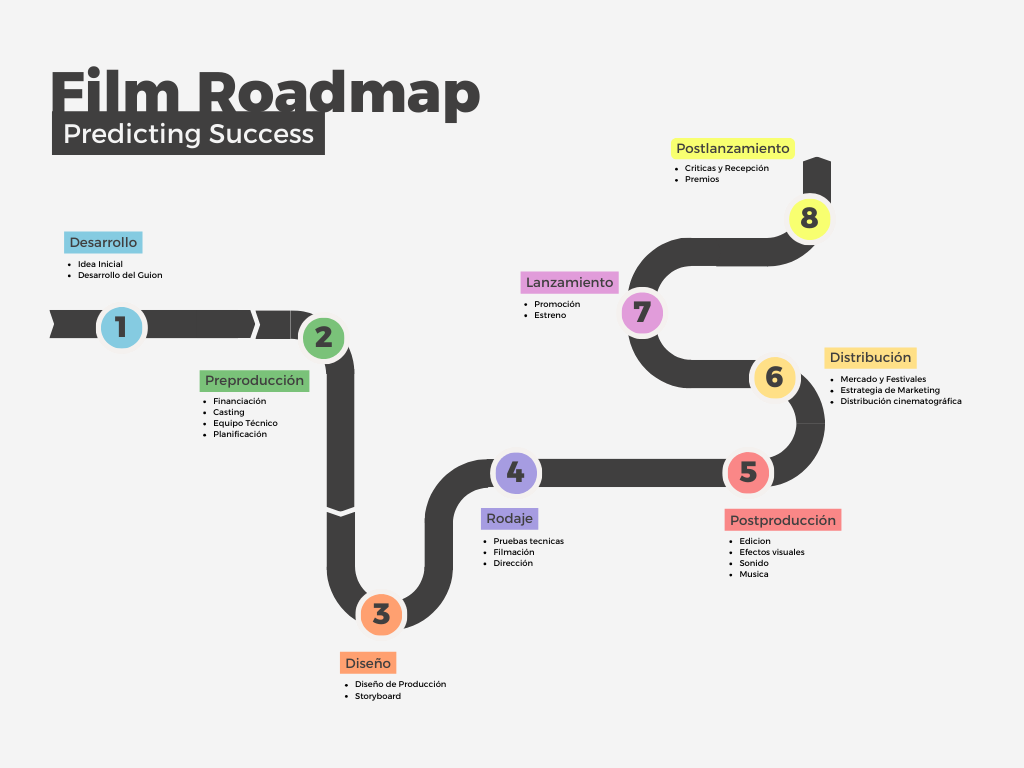 Film Roadmap
Predicting Success
Desarrollo
Idea Inicial
Desarrollo del Guion
1
2
Preproducción
Financiación
Casting
Equipo Técnico
Planificación
3
Diseño
Diseño de Producción
Storyboard
4
Rodaje
Pruebas tecnicas
Filmación
Dirección
5
Postproducción
Edicion
Efectos visuales
Sonido
Musica
6
Distribución
Mercado y Festivales
Estrategia de Marketing
Distribución cinematográfica
7
Lanzamiento
Promoción
Estreno
8
Postlanzamiento
Criticas y Recepción
Premios